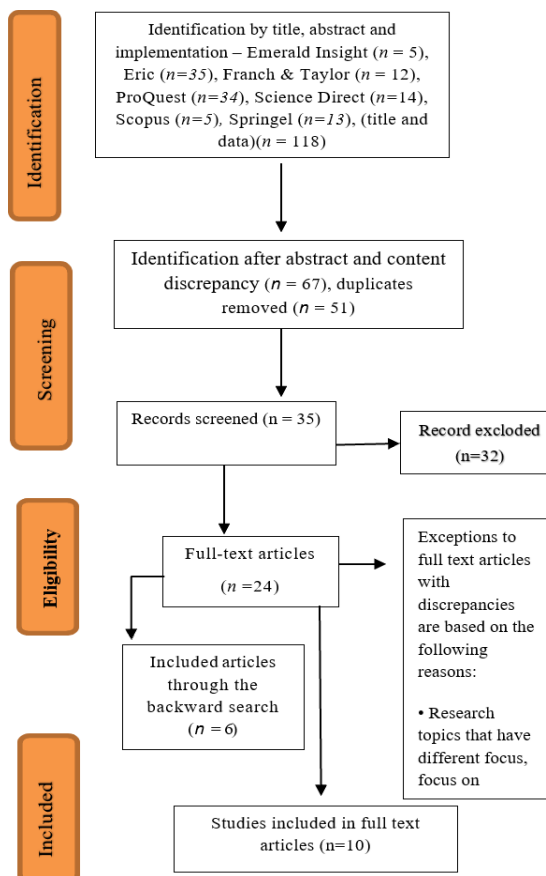 Identification by title, abstract and
implementation – Emerald Insight (n = 5),
Eric (n=35), Franch & Taylor (n = 12),
ProQuest (n=34), Science Direct (n=14),
Scopus (n=5), Springel (n=13), (title and
data)(n = 118)
Identification
Identification after abstract and content
discrepancy (n = 67), duplicates
removed (n = 51)
Screening
Records screened (n = 35)
Record excluded
(n=32)
Eligibility
Full-text articles
(n =24)
Exceptions to
full text articles
with
discrepancies
are based on the
following
reasons:
• Research
topics that have
different focus,
focus on
Included articles
through the
backward search
(n = 6)
Included
Studies included in full text
articles (n=10)